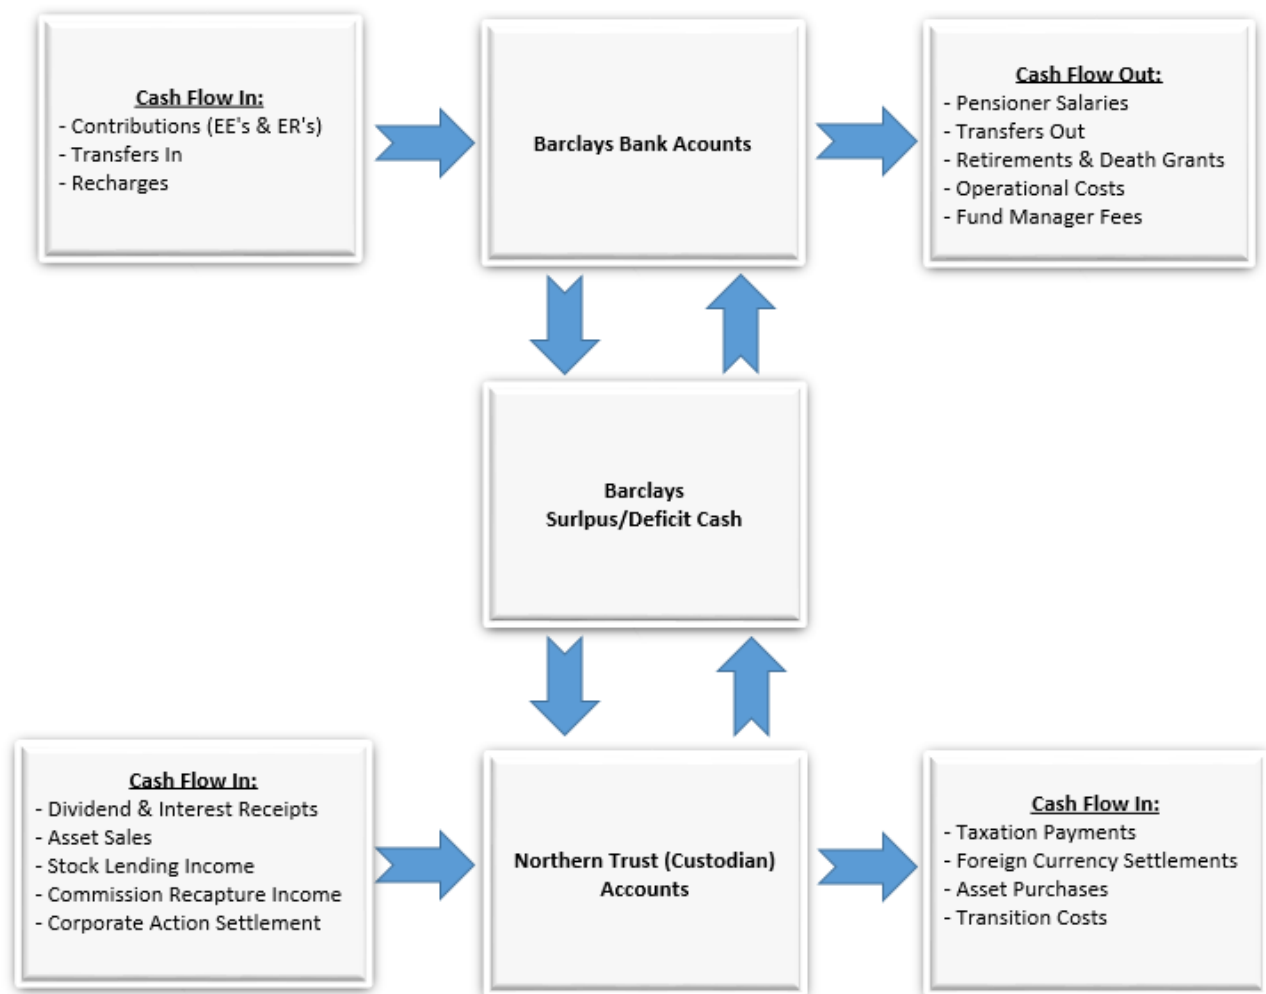 Cash Flow In:
- Contributions (EE's & ER's)
- Transfers In
- Recharges
Barclays Bank Acounts
Cash Flow Out:
- Pensioner Salaries
- Transfers Out
- Retirements & Death Grants
- Operational Costs
- Fund Manager Fees
Barclays
Surlpus/Deficit Cash
Cash Flow In:
- Dividend & Interest Receipts
- Asset Sales
- Stock Lending Income
- Commission Recapture Income
- Corporate Action Settlement
Northern Trust (Custodian)
Accounts
Cash Flow In:
- Taxation Payments
- Foreign Currency Settlements
- Asset Purchases
- Transition Costs